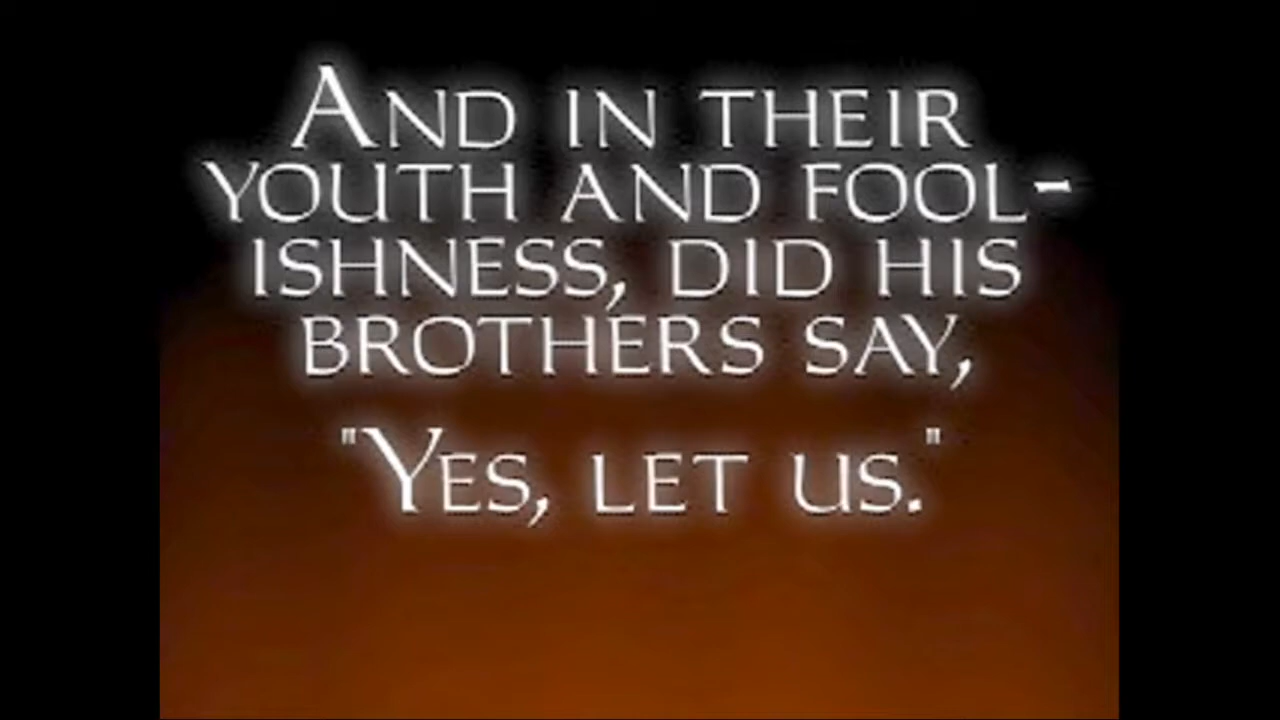 AND IN THEIR
YOUTH AND FOOL-
ISHNESS, DID HIS
BROTHERS SAY,
"YES, LET US."